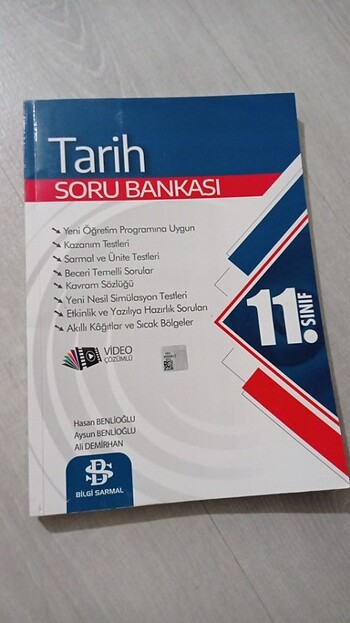 Tarih
SORU BANKASI
Yeni Öğretim Programına Uygun
Kazanım Testleri
Sarmal ve Ünite Testleri
Beceri Temelli Sorular
Kavram Sözlüğü
Yeni Nesil Simülasyon Testleri
Etkinlik ve Yazılıya Hazırlık Soruları
Akıllı Kâğıtlar ve Sıcak Bölgeler
11. SINIF
VİDEO
ÇÖZÜMLÜ
Hasan BENLİOĞLU
Aysun BENLİOĞLU
Ali DEMİRHAN
BS
BİLGİ SARMAL